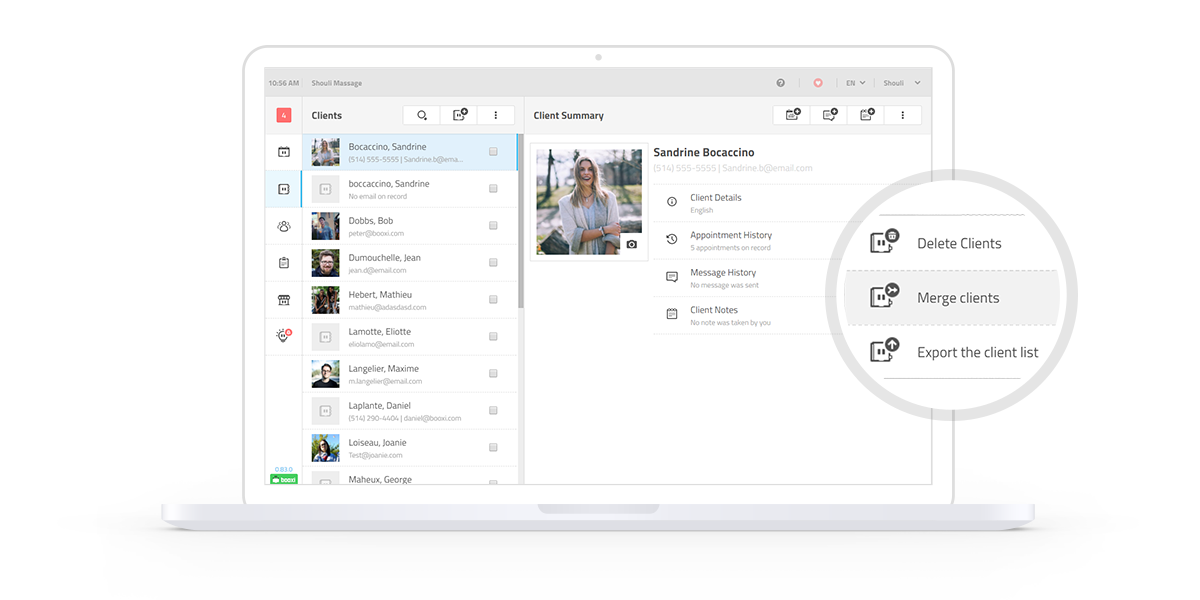 10:56 AM
Shouli Massage
EN
Shouli
4
Clients
Client Summary
Bocaccino, Sandrine
(514) 555-5555 | Sandrine.b@ema...
boccaccino, Sandrine
No email on record
Dobbs, Bob
peter@booxi.com
Dumouchelle, Jean
jean.d@email.com
Hebert, Mathieu
mathieu@adasdasd.com
Lamotte, Eliotte
eliolamo@email.com
Langelier, Maxime
m.langelier@email.com
Laplante, Daniel
(514) 290-4404 | daniel@booxi.com
Loiseau, Joanie
Test@joanie.com
Maheux, George
0.83.0
booxi
Sandrine Bocaccino
(514) 555-5555 | Sandrine.b@email.com
Client Details
English
Appointment History
5 appointments on record
Message History
No message was sent
Client Notes
No note was taken by you
Delete Clients
Merge clients
Export the client list